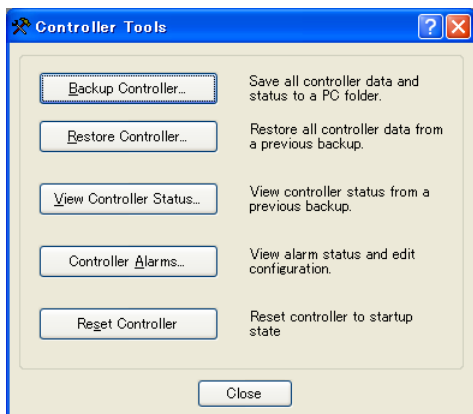 Controller Tools
Backup Controller...
Save all controller data and
status to a PC folder.
Restore Controller...
Restore all controller data from
a previous backup.
View Controller Status...
View controller status from a
previous backup.
Controller Alarms...
View alarm status and edit
configuration.
Reset Controller
Reset controller to startup
state
Close